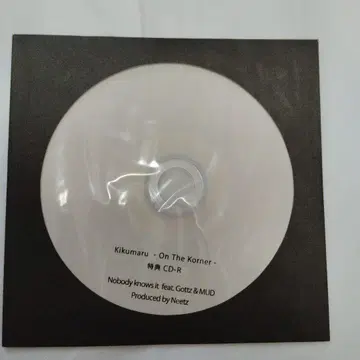 Kikumaru - On The Korner -
特典 CD-R
Nobody knows it feat. Gottz & MUD
Produced by Neetz